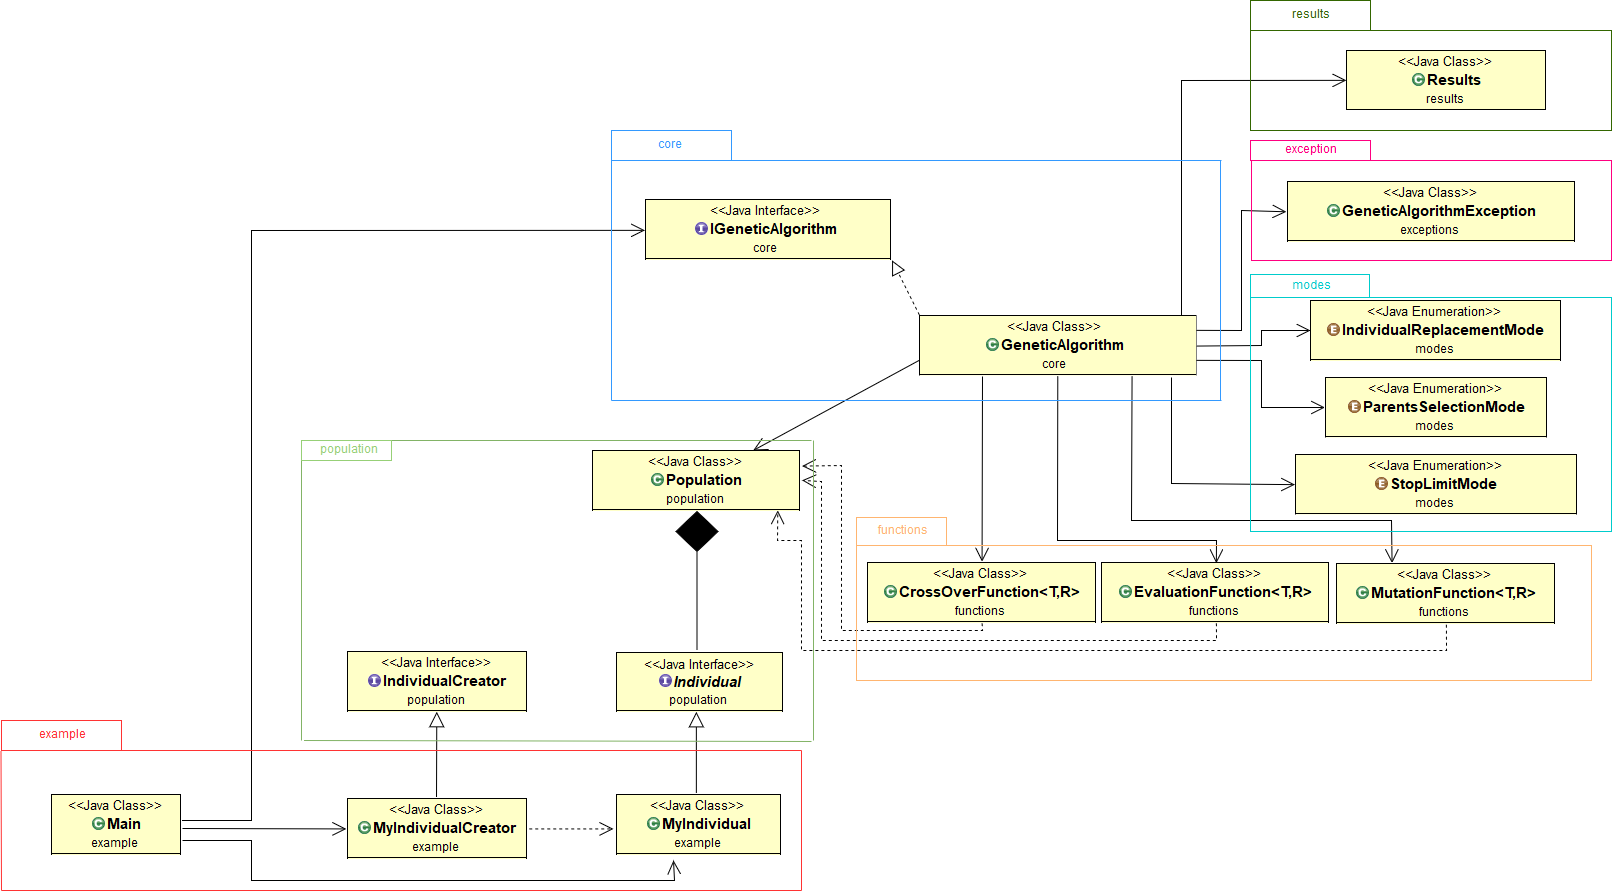 results
<<Java Class>>
Results
results
core
exception
<<Java Class>>
GeneticAlgorithmException
exceptions
<<Java Interface>>
IGeneticAlgorithm
core
modes
<<Java Enumeration>>
IndividualReplacementMode
modes
<<Java Class>>
GeneticAlgorithm
core
<<Java Enumeration>>
ParentsSelectionMode
modes
population
<<Java Class>>
Population
population
<<Java Enumeration>>
StopLimitMode
modes
functions
<<Java Class>>
CrossOverFunction<T,R>
functions
<<Java Class>>
EvaluationFunction<T,R>
functions
<<Java Class>>
MutationFunction<T,R>
functions
<<Java Interface>>
IndividualCreator
population
<<Java Interface>>
Individual
population
example
<<Java Class>>
Main
example
<<Java Class>>
MyIndividualCreator
example
<<Java Class>>
MyIndividual
example